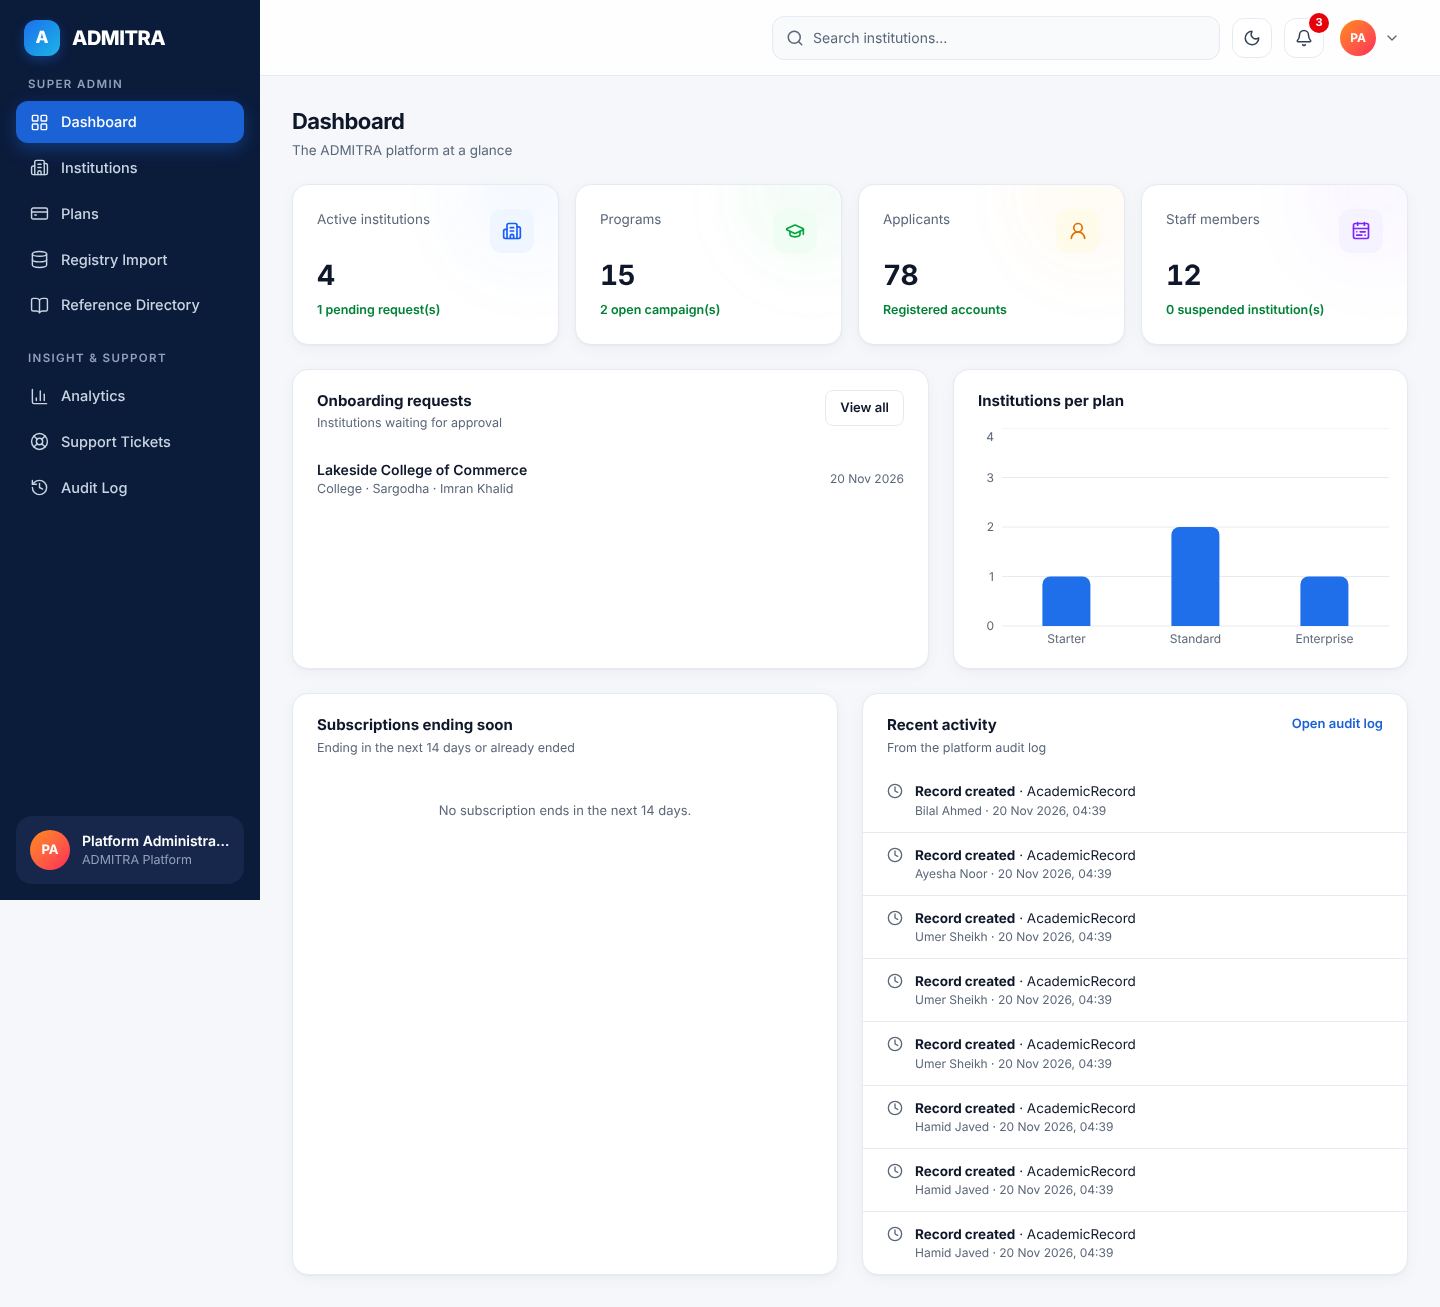 A ADMITRA
SUPER ADMIN
Dashboard
Institutions
Plans
Registry Import
Reference Directory
INSIGHT & SUPPORT
Analytics
Support Tickets
Audit Log
PA Platform Administra...
ADMITRA Platform
Search institutions...
3
PA
Dashboard
The ADMITRA platform at a glance
Active institutions
4
1 pending request(s)
Programs
15
2 open campaign(s)
Applicants
78
Registered accounts
Staff members
12
0 suspended institution(s)
Onboarding requests
Institutions waiting for approval
View all
Lakeside College of Commerce
College · Sargodha · Imran Khalid
20 Nov 2026
Institutions per plan
4
3
2
1
0
Starter Standard Enterprise
Subscriptions ending soon
Ending in the next 14 days or already ended
No subscription ends in the next 14 days.
Recent activity
From the platform audit log
Open audit log
Record created · AcademicRecord
Bilal Ahmed · 20 Nov 2026, 04:39
Record created · AcademicRecord
Ayesha Noor · 20 Nov 2026, 04:39
Record created · AcademicRecord
Umer Sheikh · 20 Nov 2026, 04:39
Record created · AcademicRecord
Umer Sheikh · 20 Nov 2026, 04:39
Record created · AcademicRecord
Umer Sheikh · 20 Nov 2026, 04:39
Record created · AcademicRecord
Hamid Javed · 20 Nov 2026, 04:39
Record created · AcademicRecord
Hamid Javed · 20 Nov 2026, 04:39
Record created · AcademicRecord
Hamid Javed · 20 Nov 2026, 04:39